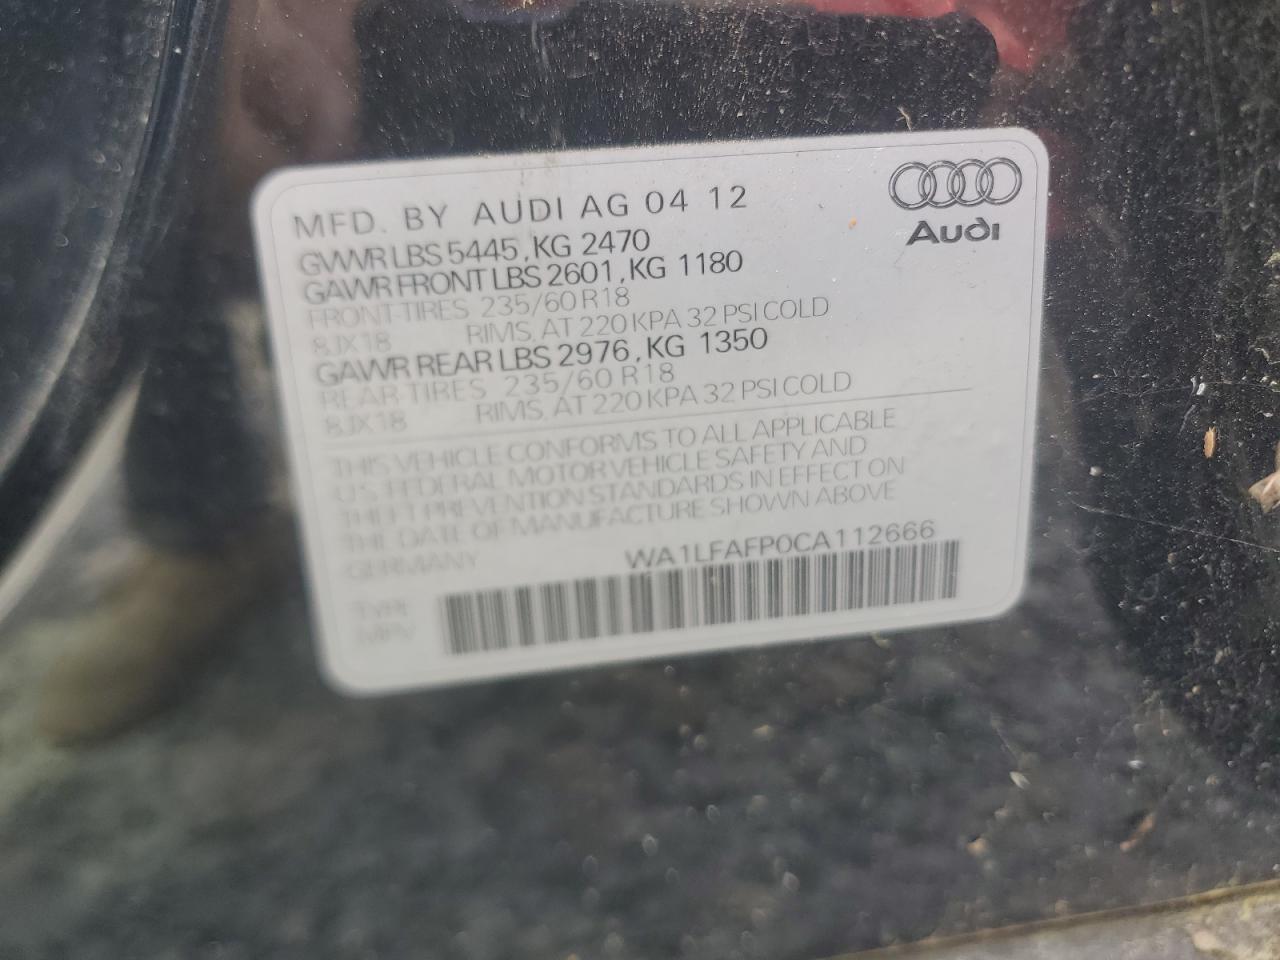 MFD. BY AUDI AG 04 12
Audi
GVWR LBS 5445, KG 2470
GAWR FRONT LBS 2601, KG 1180
FRONT-TIRES 235/60 R18
8JX18 RIMS, AT 220 KPA 32 PSI COLD
GAWR REAR LBS 2976, KG 1350
REAR-TIRES 235/60 R18
8JX18 RIMS, AT 220 KPA 32 PSI COLD
THIS VEHICLE CONFORMS TO ALL APPLICABLE
U.S. FEDERAL MOTOR VEHICLE SAFETY AND
THEFT PREVENTION STANDARDS IN EFFECT ON
THE DATE OF MANUFACTURE SHOWN ABOVE
GERMANY WA1LFAFP0CA112666
TYPE
MPV